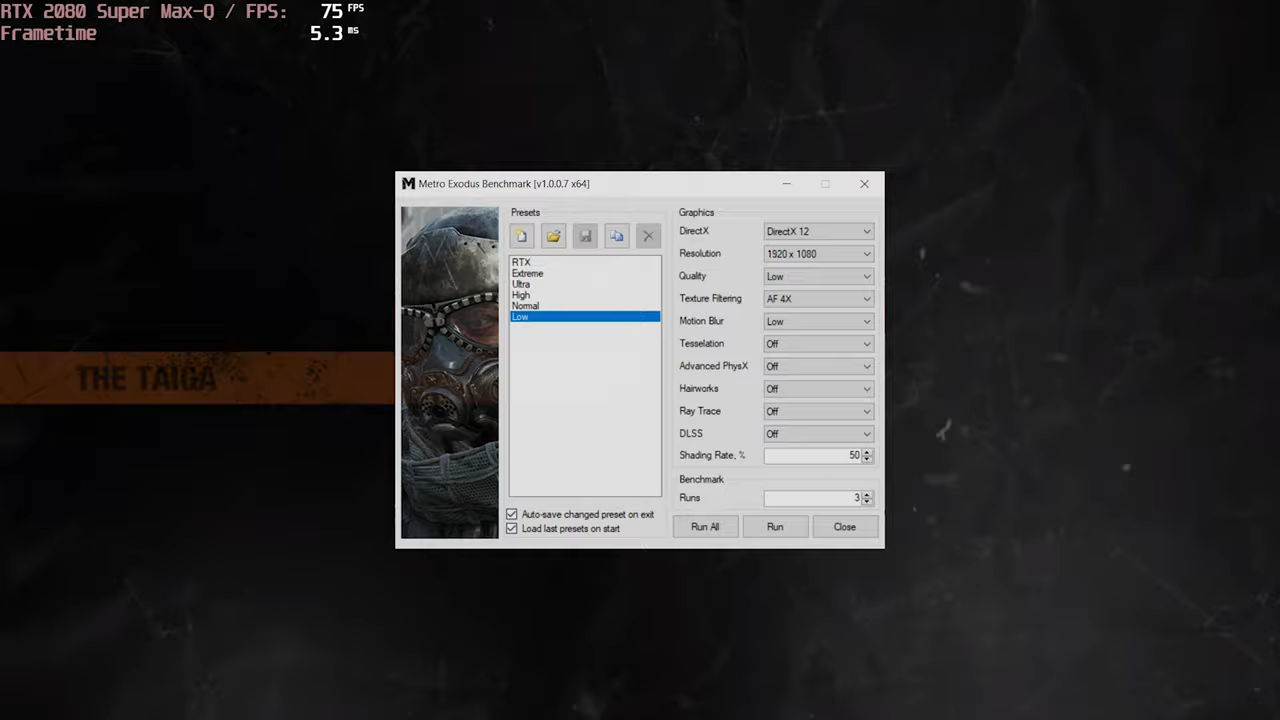 RTX 2080 Super Max-Q / FPS: 75 FPS
Frametime 5.3 ms
THE TAIGA
Metro Exodus Benchmark [v1.0.0.7 x64]
Presets
RTX
Extreme
Ultra
High
Normal
Low
Auto-save changed preset on exit
Load last presets on start
Graphics
DirectX DirectX 12
Resolution 1920 x 1080
Quality Low
Texture Filtering AF 4X
Motion Blur Low
Tesselation Off
Advanced PhysX Off
Hairworks Off
Ray Trace Off
DLSS Off
Shading Rate, % 50
Benchmark
Runs 3
Run All Run Close